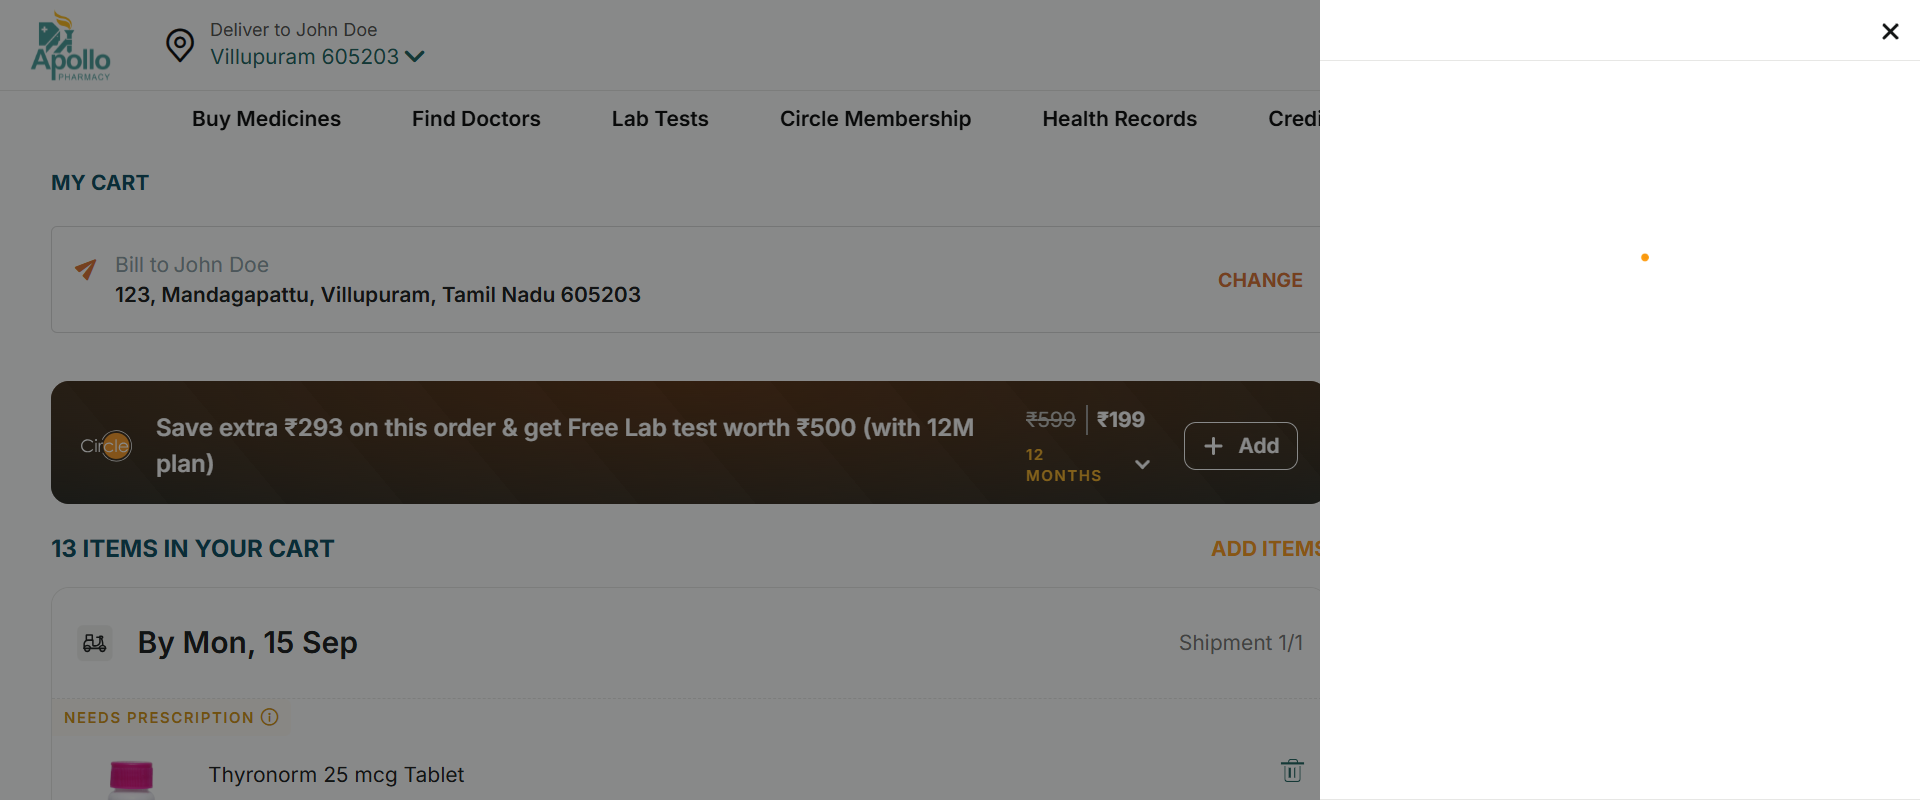 Apollo
PHARMACY
Deliver to John Doe
Villupuram 605203
Buy Medicines
Find Doctors
Lab Tests
Circle Membership
Health Records
Credi
MY CART
Bill to John Doe
123, Mandagapattu, Villupuram, Tamil Nadu 605203
CHANGE
Circle
Save extra ₹293 on this order & get Free Lab test worth ₹500 (with 12M
plan)
₹599 | ₹199
12
MONTHS
+ Add
13 ITEMS IN YOUR CART
ADD ITEMS
By Mon, 15 Sep
Shipment 1/1
NEEDS PRESCRIPTION
Thyronorm 25 mcg Tablet